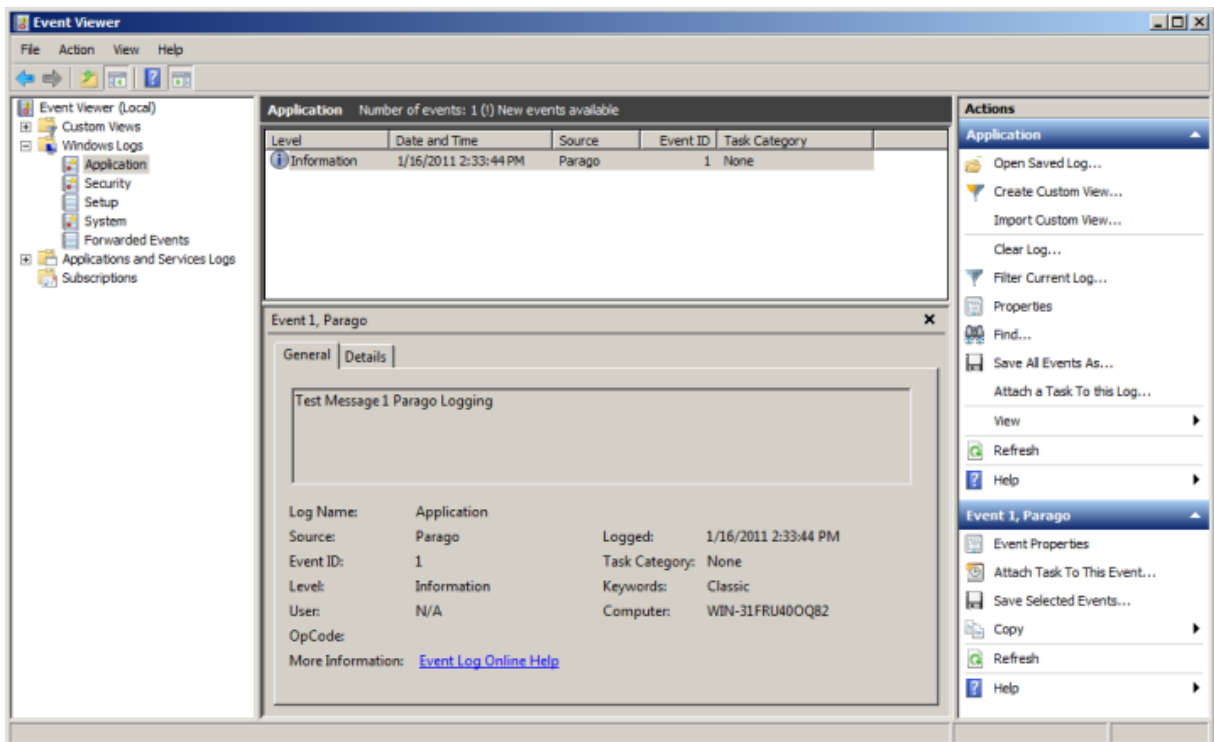 Event Viewer
File Action View Help
Event Viewer (Local)
Custom Views
Windows Logs
Application
Security
Setup
System
Forwarded Events
Applications and Services Logs
Subscriptions
Application Number of events: 1 (!) New events available
Level Date and Time Source Event ID Task Category
Information 1/16/2011 2:33:44 PM Parago 1 None
Event 1, Parago
General Details
Test Message 1 Parago Logging
Log Name: Application
Source: Parago Logged: 1/16/2011 2:33:44 PM
Event ID: 1 Task Category: None
Level: Information Keywords: Classic
User: N/A Computer: WIN-31FRU40OQ82
OpCode:
More Information: Event Log Online Help
Actions
Application
Open Saved Log...
Create Custom View...
Import Custom View...
Clear Log...
Filter Current Log...
Properties
Find...
Save All Events As...
Attach a Task To this Log...
View
Refresh
Help
Event 1, Parago
Event Properties
Attach Task To This Event...
Save Selected Events...
Copy
Refresh
Help